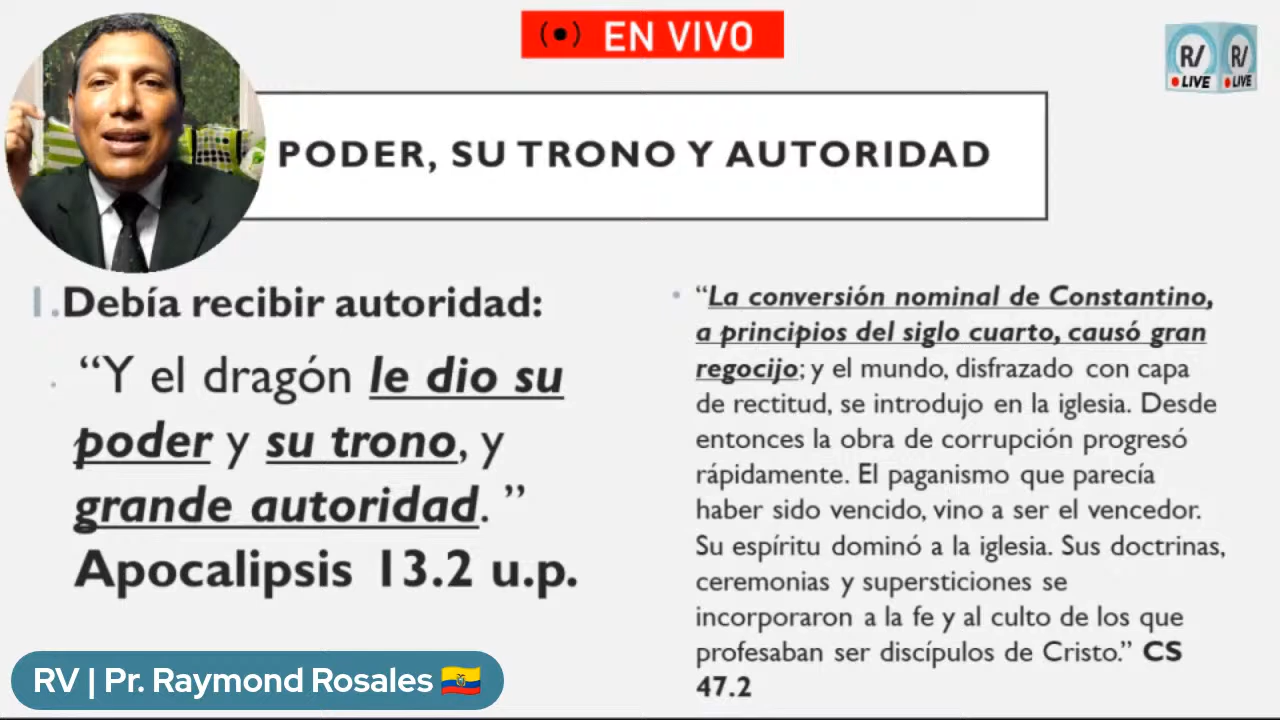 EN VIVO
R/ R/
LIVE LIVE
PODER, SU TRONO Y AUTORIDAD
1. Debía recibir autoridad:
“Y el dragón le dio su
poder y su trono, y
grande autoridad. ”
Apocalipsis 13.2 u.p.
“La conversión nominal de Constantino,
a principios del siglo cuarto, causó gran
regocijo; y el mundo, disfrazado con capa
de rectitud, se introdujo en la iglesia. Desde
entonces la obra de corrupción progresó
rápidamente. El paganismo que parecía
haber sido vencido, vino a ser el vencedor.
Su espíritu dominó a la iglesia. Sus doctrinas,
ceremonias y supersticiones se
incorporaron a la fe y al culto de los que
profesaban ser discípulos de Cristo.” CS
47.2
RV | Pr. Raymond Rosales 🇪🇨